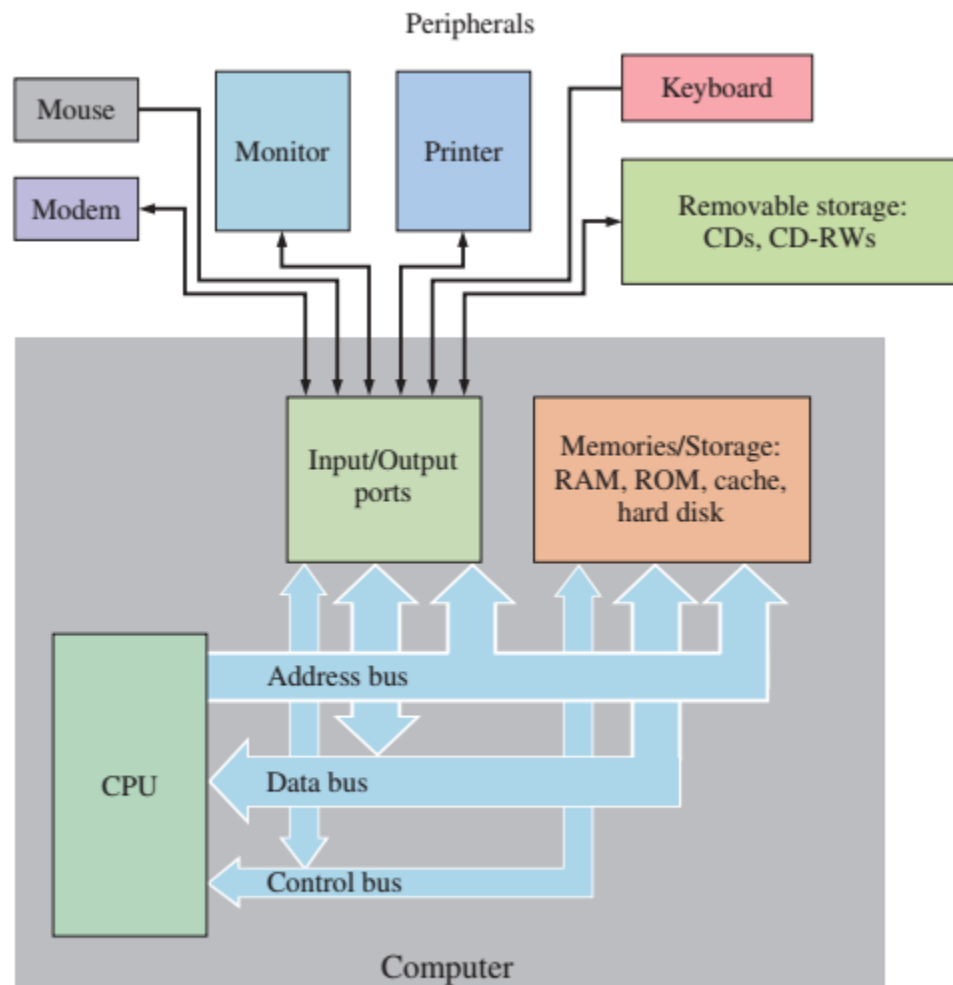 Peripherals
Mouse
Monitor
Printer
Keyboard
Modem
Removable storage:
CDs, CD-RWs
Input/Output
ports
Memories/Storage:
RAM, ROM, cache,
hard disk
CPU
Address bus
Data bus
Control bus
Computer